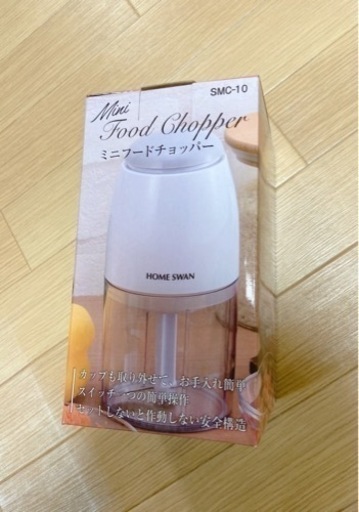 SMC-10
Mini
Food Chopper
ミニフードチョッパー
HOME SWAN
カップも取り外せて、お手入れ簡単
スイッチ一つの簡単操作
セットしないと作動しない安全構造